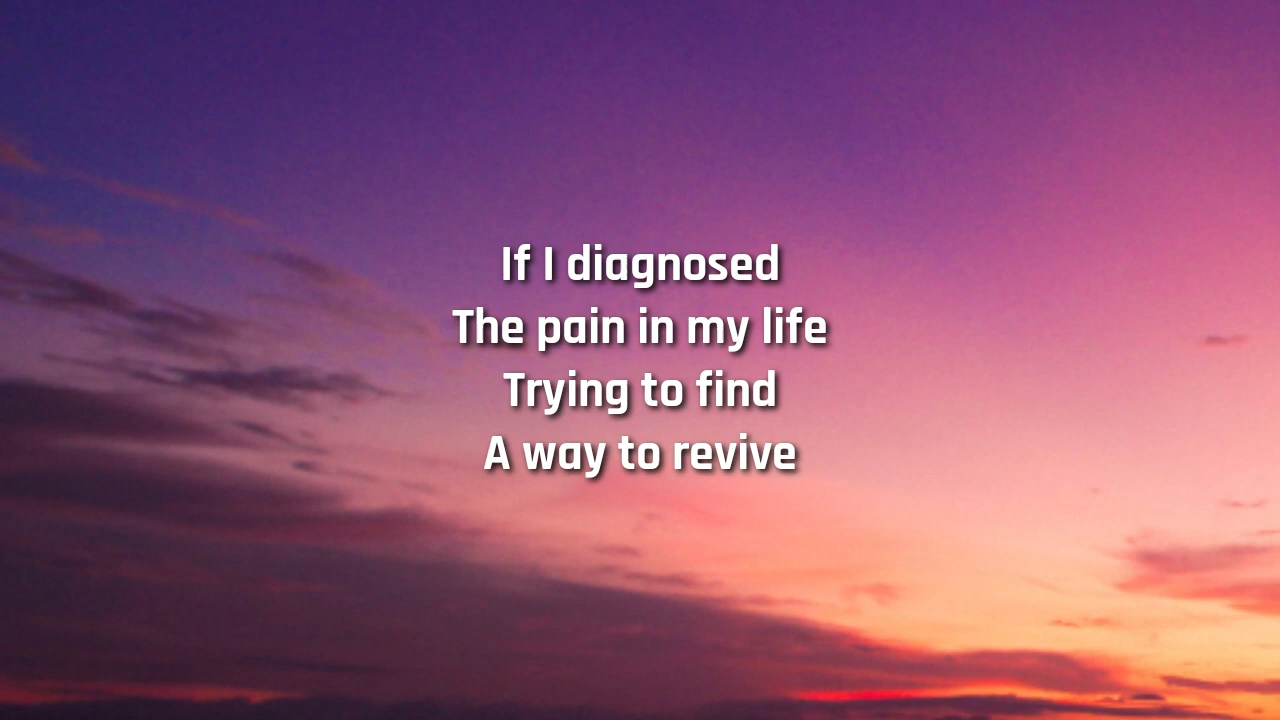 If I diagnosed
The pain in my life
Trying to find
A way to revive